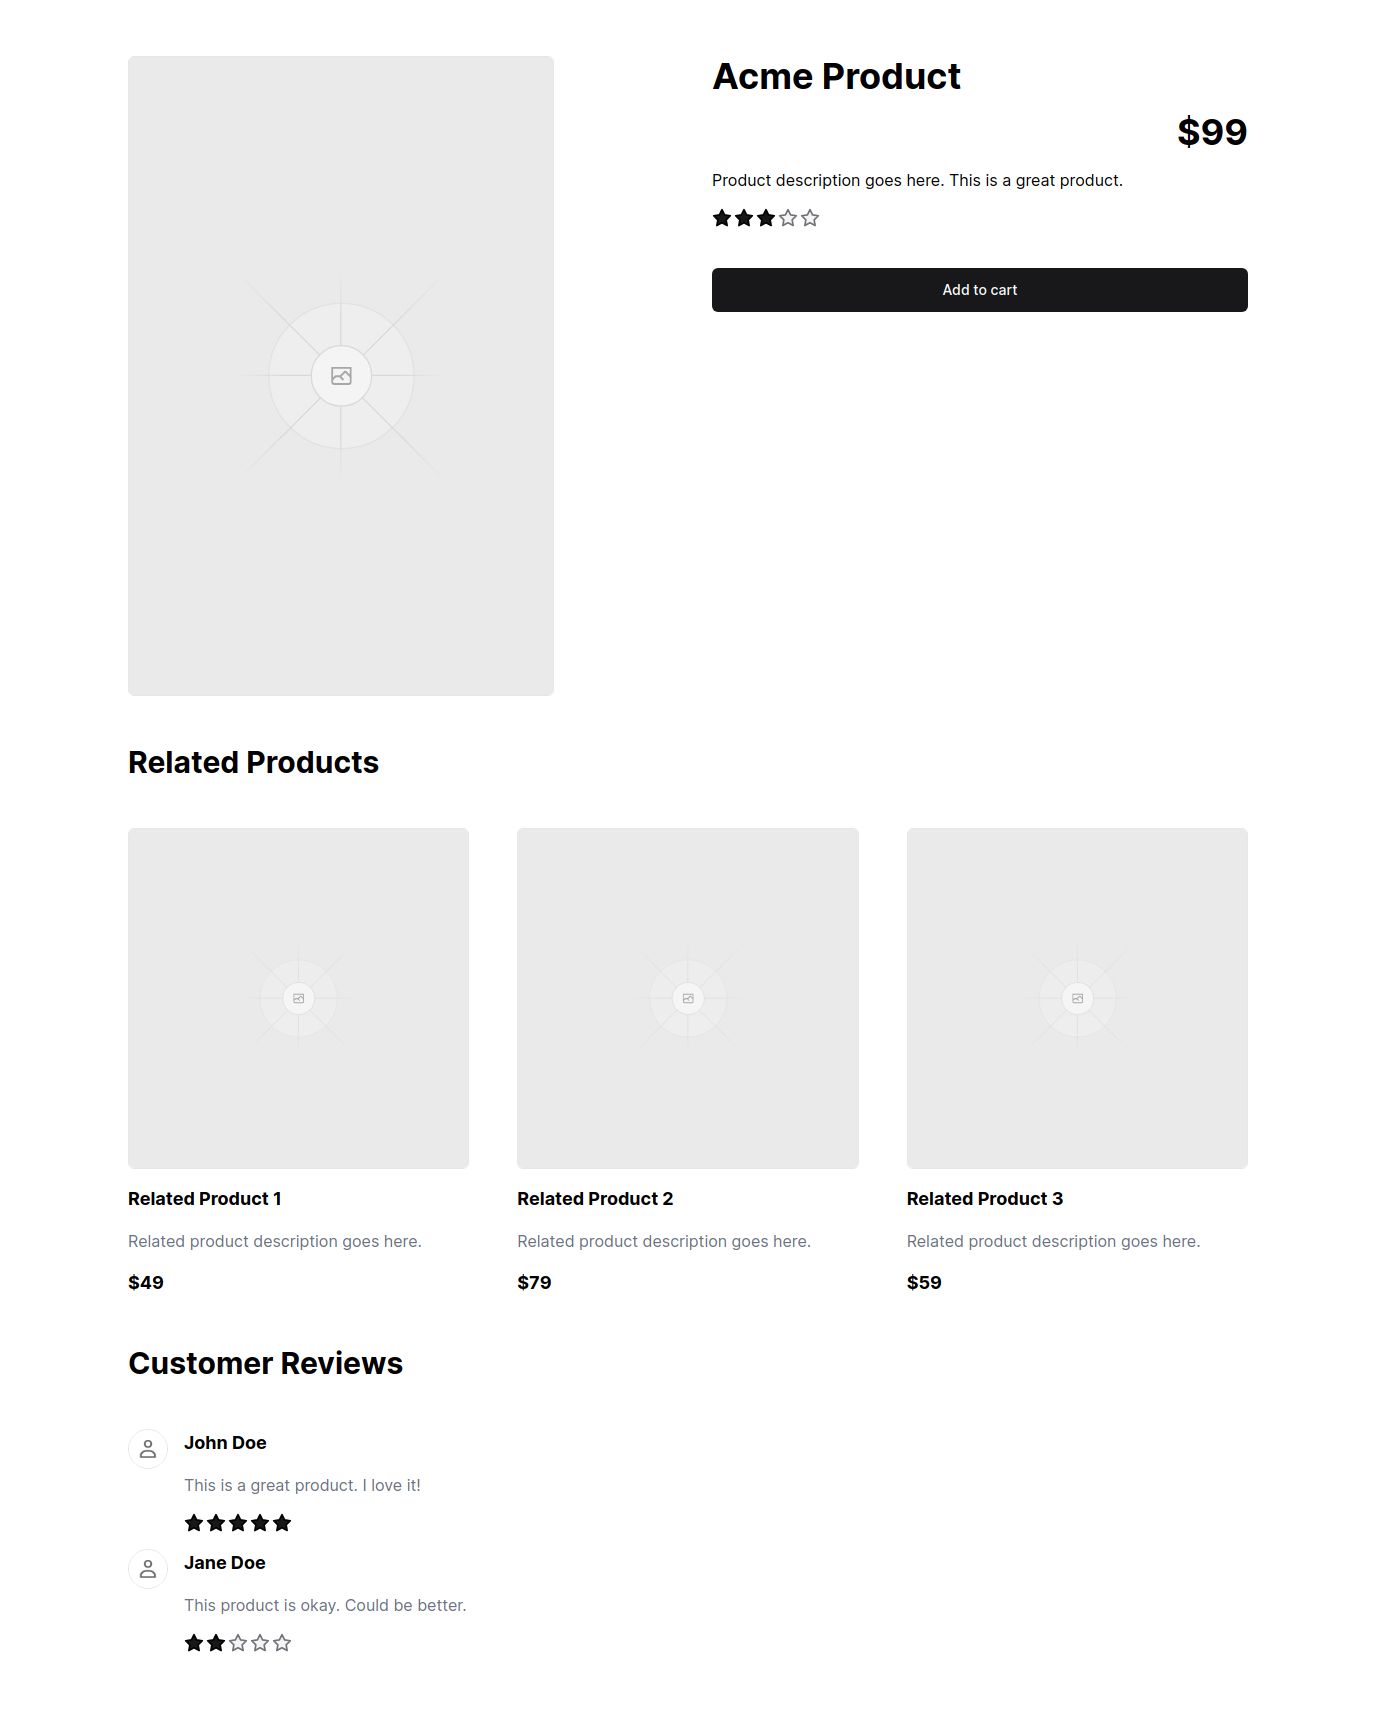 Acme Product
$99
Product description goes here. This is a great product.
Add to cart
Related Products
Related Product 1
Related product description goes here.
$49
Related Product 2
Related product description goes here.
$79
Related Product 3
Related product description goes here.
$59
Customer Reviews
John Doe
This is a great product. I love it!
Jane Doe
This product is okay. Could be better.